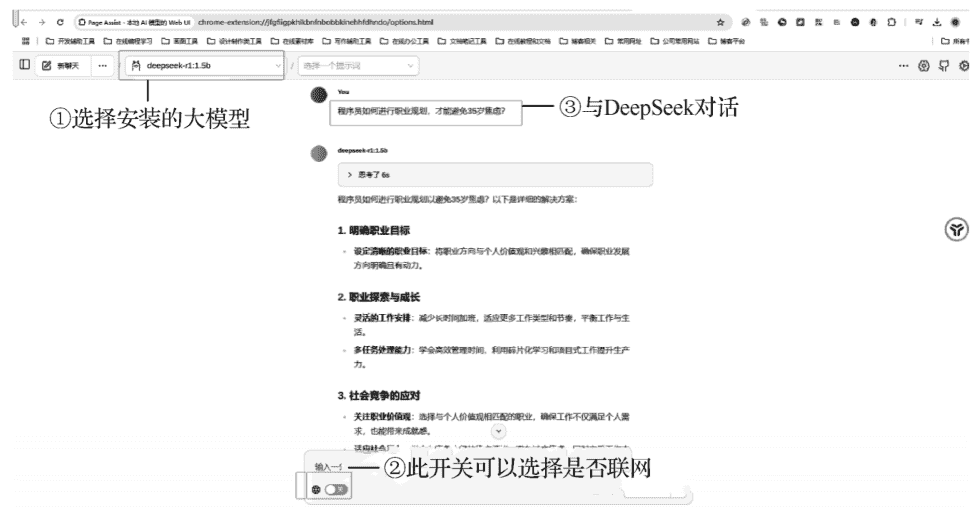 Page Assist - 本地 AI 模型的 Web UI
chrome-extension://jfgfiigpkhlkbnfnbobbkinehhfdhndo/options.html
开发辅助工具 在线编程学习 画图工具 设计制作类工具 在线素材库 写作辅助工具 在线办公工具 文档笔记工具 在线教程和文档 博客相关 常用网址 公司常用网站 博客平台 所有书
新聊天 ... / deepseek-r1:1.5b / 选择一个提示词
①选择安装的大模型
You
程序员如何进行职业规划，才能避免35岁焦虑?
③与DeepSeek对话
deepseek-r1:1.5b
> 思考了 6s
程序员如何进行职业规划以避免35岁焦虑? 以下是详细的解决方案:
1. 明确职业目标
设定清晰的职业目标: 将职业方向与个人价值观和兴趣相匹配，确保职业发展
方向明确且有动力。
2. 职业探索与成长
灵活的工作安排: 减少长时间加班，适应更多工作类型和节奏，平衡工作与生
活。
多任务处理能力: 学会高效管理时间、利用碎片化学习和项目式工作提升生产
力。
3. 社会竞争的应对
关注职业价值观: 选择与个人价值观相匹配的职业，确保工作不仅满足个人需
求，也能带来成就感。
输入一
②此开关可以选择是否联网
关